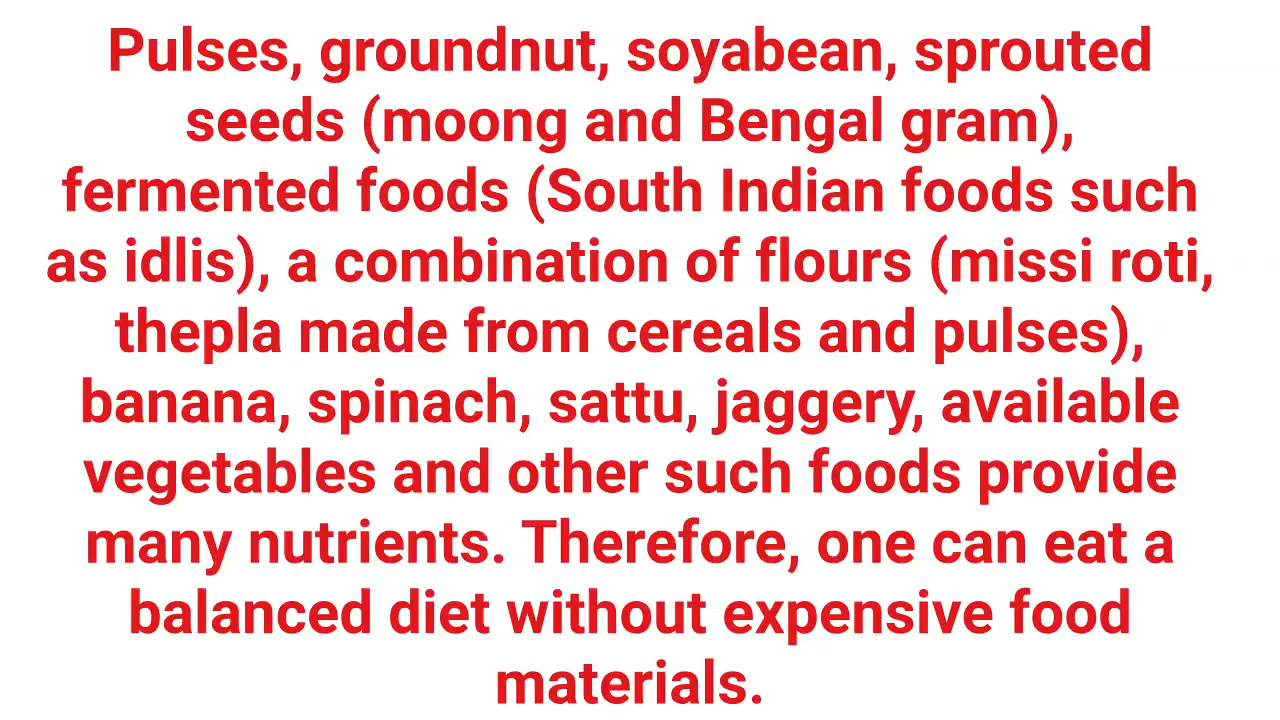 Pulses, groundnut, soyabean, sprouted
seeds (moong and Bengal gram),
fermented foods (South Indian foods such
as idlis), a combination of flours (missi roti,
thepla made from cereals and pulses),
banana, spinach, sattu, jaggery, available
vegetables and other such foods provide
many nutrients. Therefore, one can eat a
balanced diet without expensive food
materials.